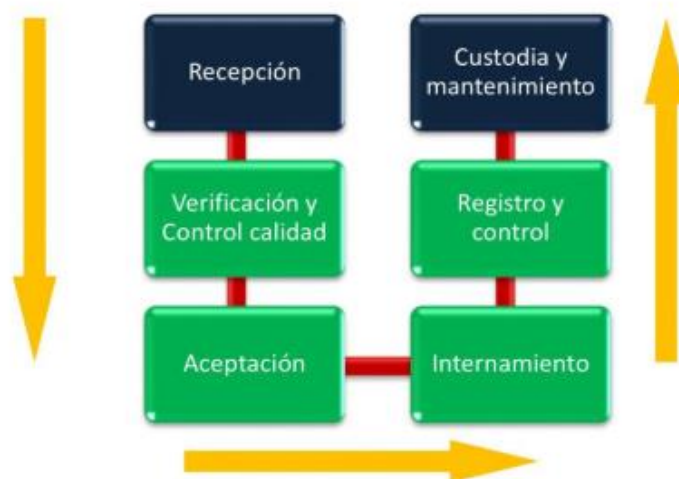 Recepción
Verificación y
Control calidad
Aceptación
Internamiento
Registro y
control
Custodia y
mantenimiento